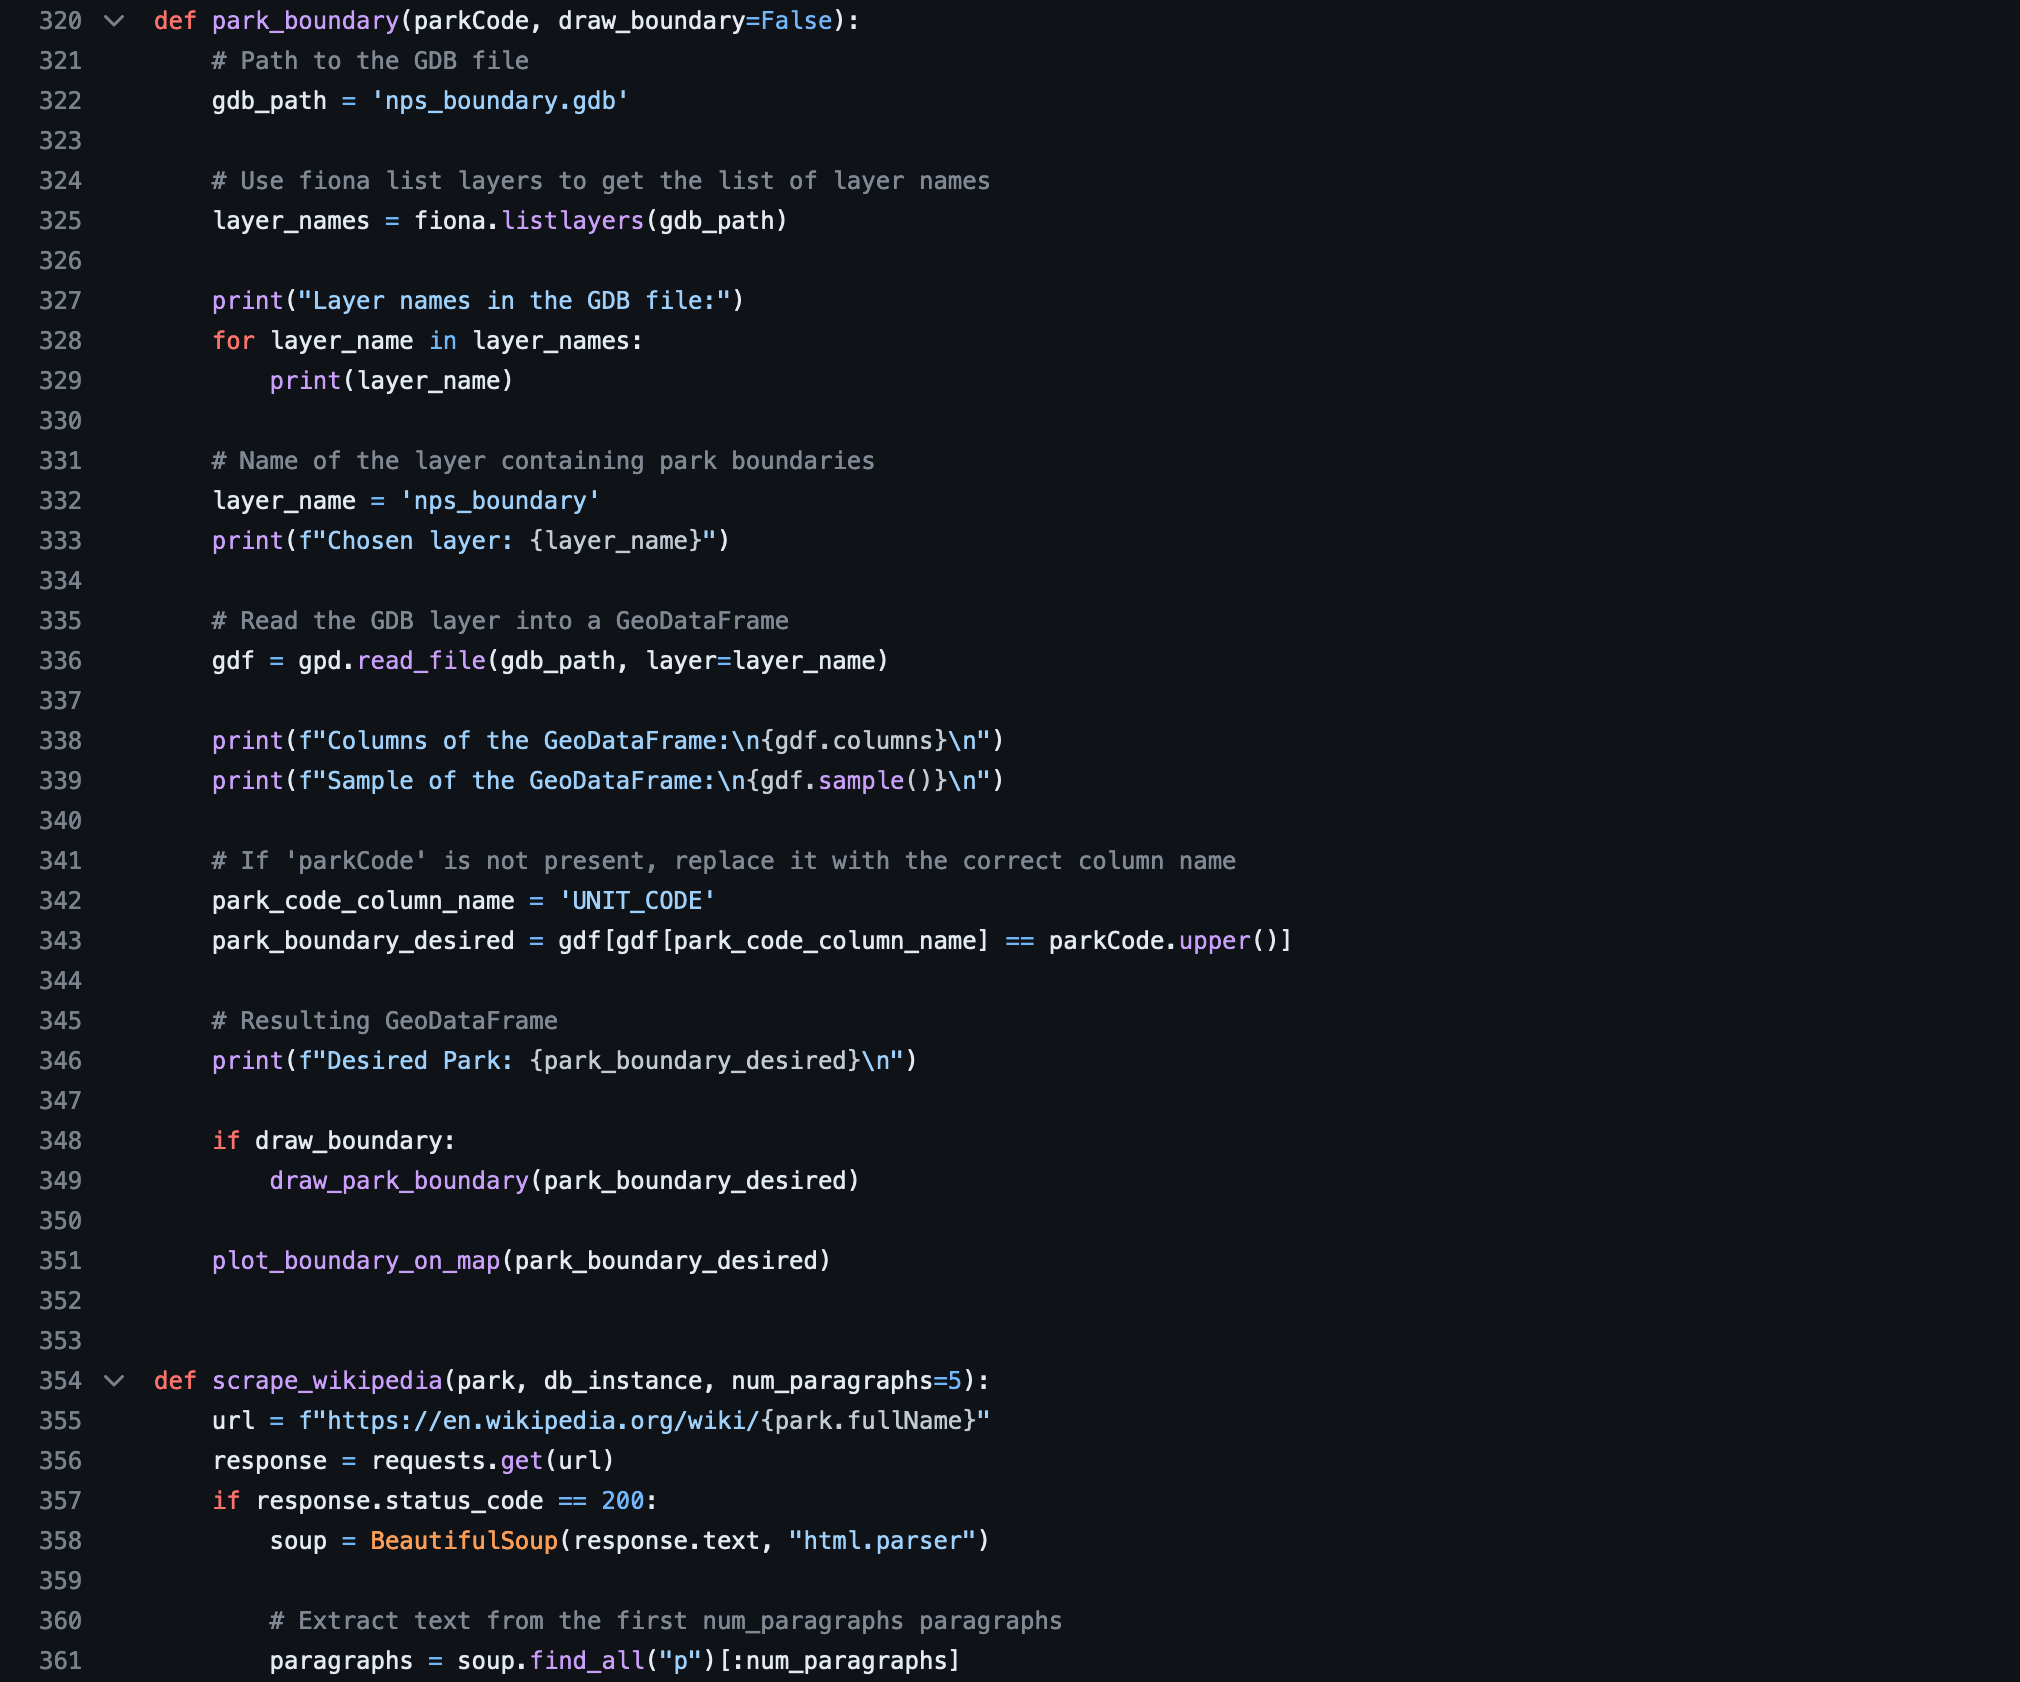 320 def park_boundary(parkCode, draw_boundary=False):
321     # Path to the GDB file
322     gdb_path = 'nps_boundary.gdb'
323
324     # Use fiona list layers to get the list of layer names
325     layer_names = fiona.listlayers(gdb_path)
326
327     print("Layer names in the GDB file:")
328     for layer_name in layer_names:
329         print(layer_name)
330
331     # Name of the layer containing park boundaries
332     layer_name = 'nps_boundary'
333     print(f"Chosen layer: {layer_name}")
334
335     # Read the GDB layer into a GeoDataFrame
336     gdf = gpd.read_file(gdb_path, layer=layer_name)
337
338     print(f"Columns of the GeoDataFrame:\n{gdf.columns}\n")
339     print(f"Sample of the GeoDataFrame:\n{gdf.sample()}\n")
340
341     # If 'parkCode' is not present, replace it with the correct column name
342     park_code_column_name = 'UNIT_CODE'
343     park_boundary_desired = gdf[gdf[park_code_column_name] == parkCode.upper()]
344
345     # Resulting GeoDataFrame
346     print(f"Desired Park: {park_boundary_desired}\n")
347
348     if draw_boundary:
349         draw_park_boundary(park_boundary_desired)
350
351     plot_boundary_on_map(park_boundary_desired)
352
353
354 def scrape_wikipedia(park, db_instance, num_paragraphs=5):
355     url = f"https://en.wikipedia.org/wiki/{park.fullName}"
356     response = requests.get(url)
357     if response.status_code == 200:
358         soup = BeautifulSoup(response.text, "html.parser")
359
360         # Extract text from the first num_paragraphs paragraphs
361         paragraphs = soup.find_all("p")[:num_paragraphs]